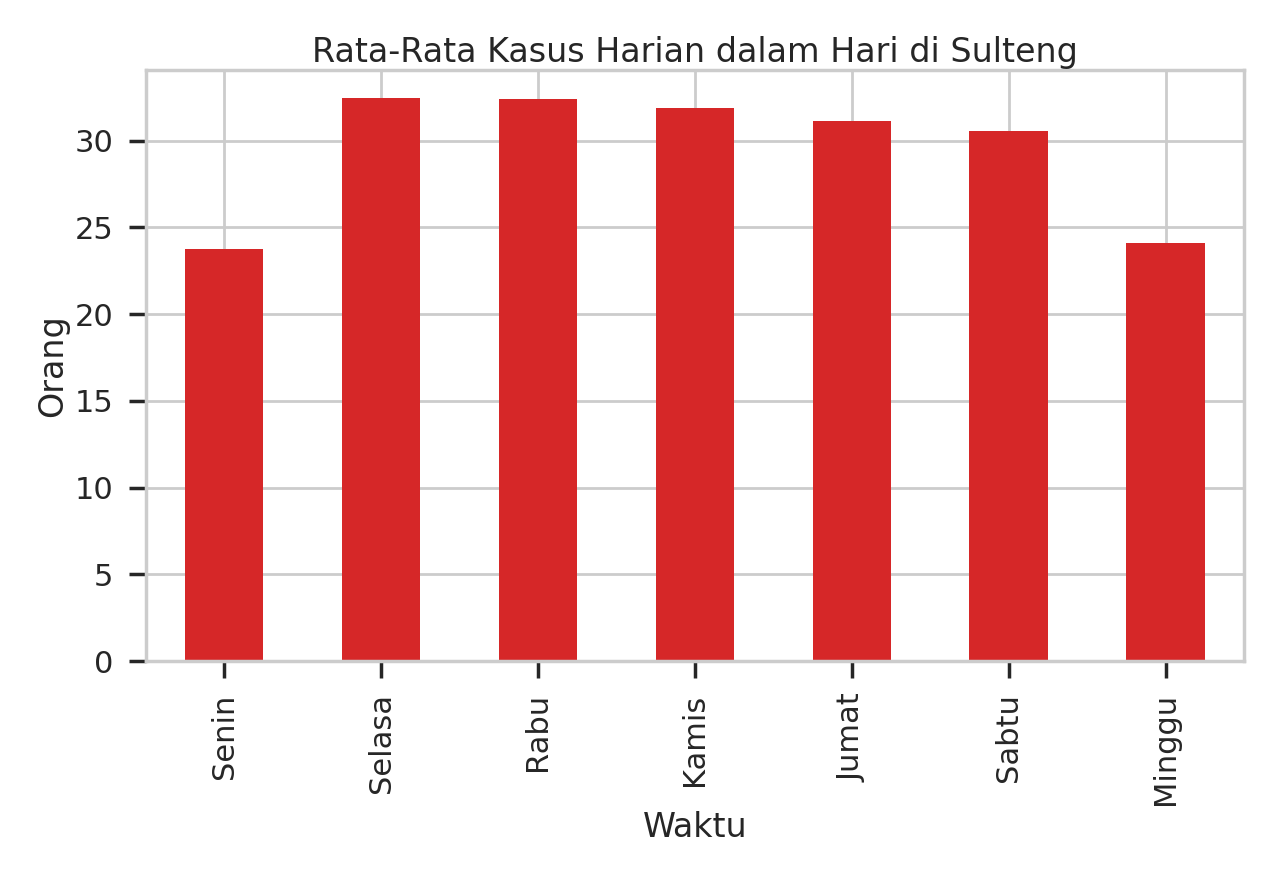 Rata-Rata Kasus Harian dalam Hari di Sulteng
Orang
30
25
20
15
10
5
0
Senin
Selasa
Rabu
Kamis
Jumat
Sabtu
Minggu
Waktu